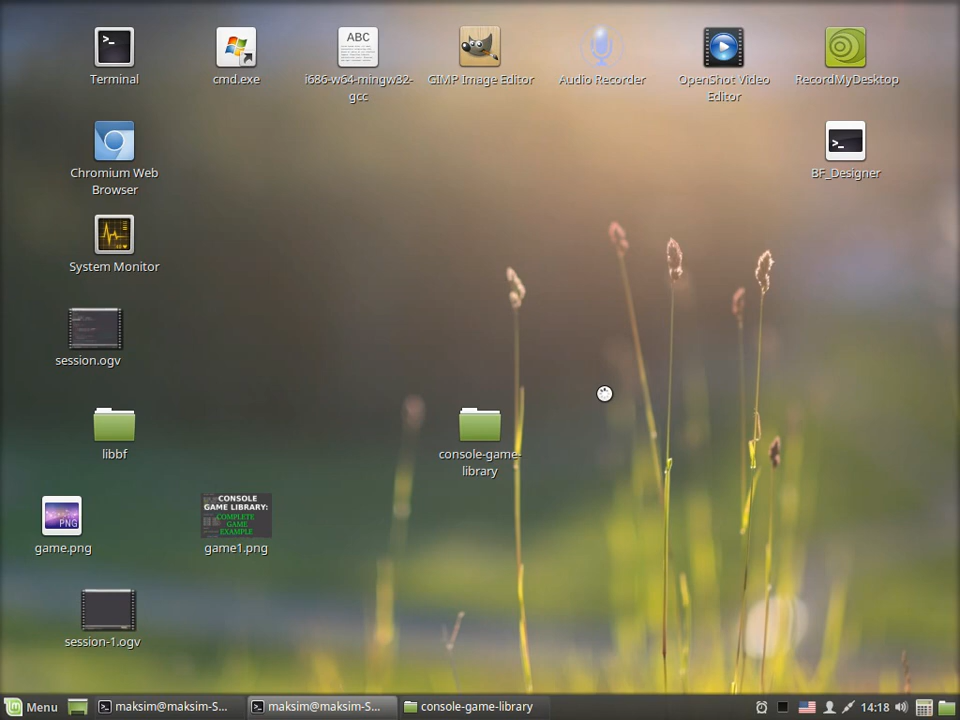 Terminal
cmd.exe
ABC
i686-w64-mingw32-
gcc
GIMP Image Editor
Audio Recorder
OpenShot Video
Editor
RecordMyDesktop
Chromium Web
Browser
BF_Designer
System Monitor
session.ogv
libbf
console-game-
library
PNG
game.png
CONSOLE
GAME LIBRARY:
COMPLETE
GAME
EXAMPLE
game1.png
session-1.ogv
Menu
maksim@maksim-S...
maksim@maksim-S...
console-game-library
14:18